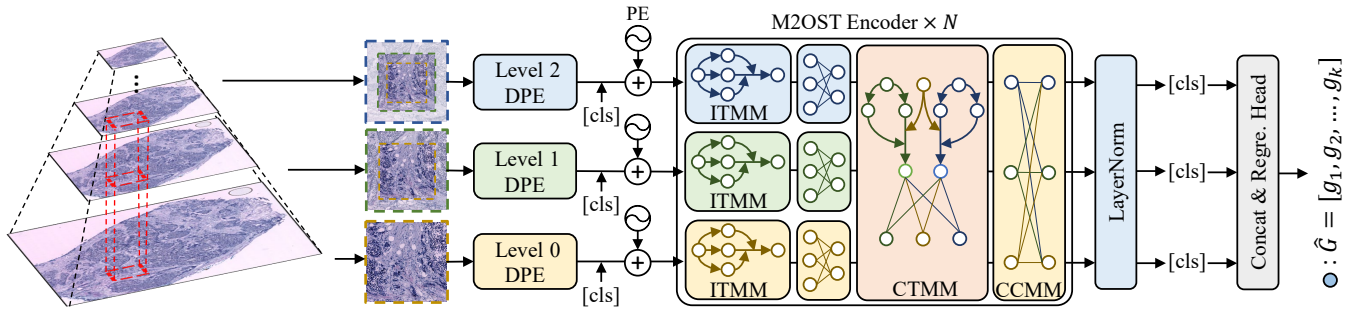 PE
M2OST Encoder × N
Level 2
DPE
[cls]
ITMM
Level 1
DPE
[cls]
ITMM
Level 0
DPE
[cls]
ITMM
CTMM
CCMM
LayerNorm
[cls]
[cls]
[cls]
Concat & Regre. Head
: Ĝ = [g₁, g₂, ..., gₖ]